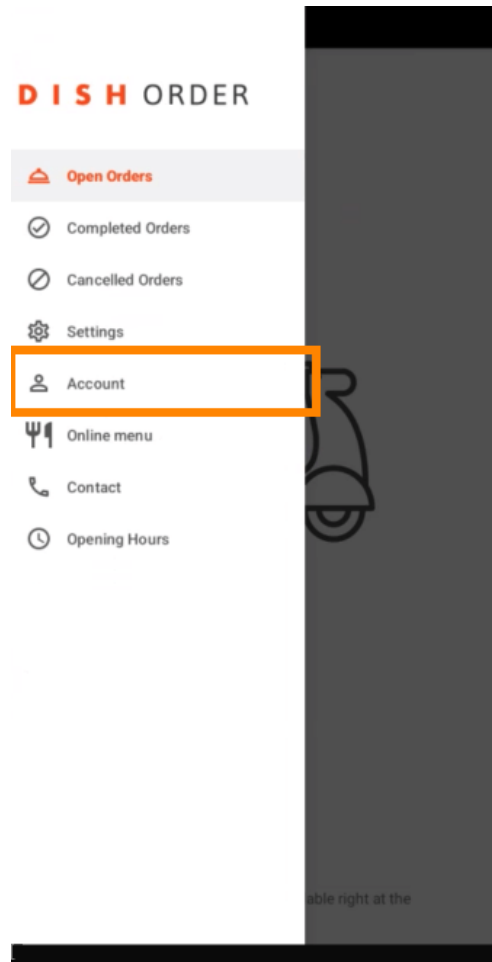 DISH ORDER
Open Orders
Completed Orders
Cancelled Orders
Settings
Account
Online menu
Contact
Opening Hours
able right at the